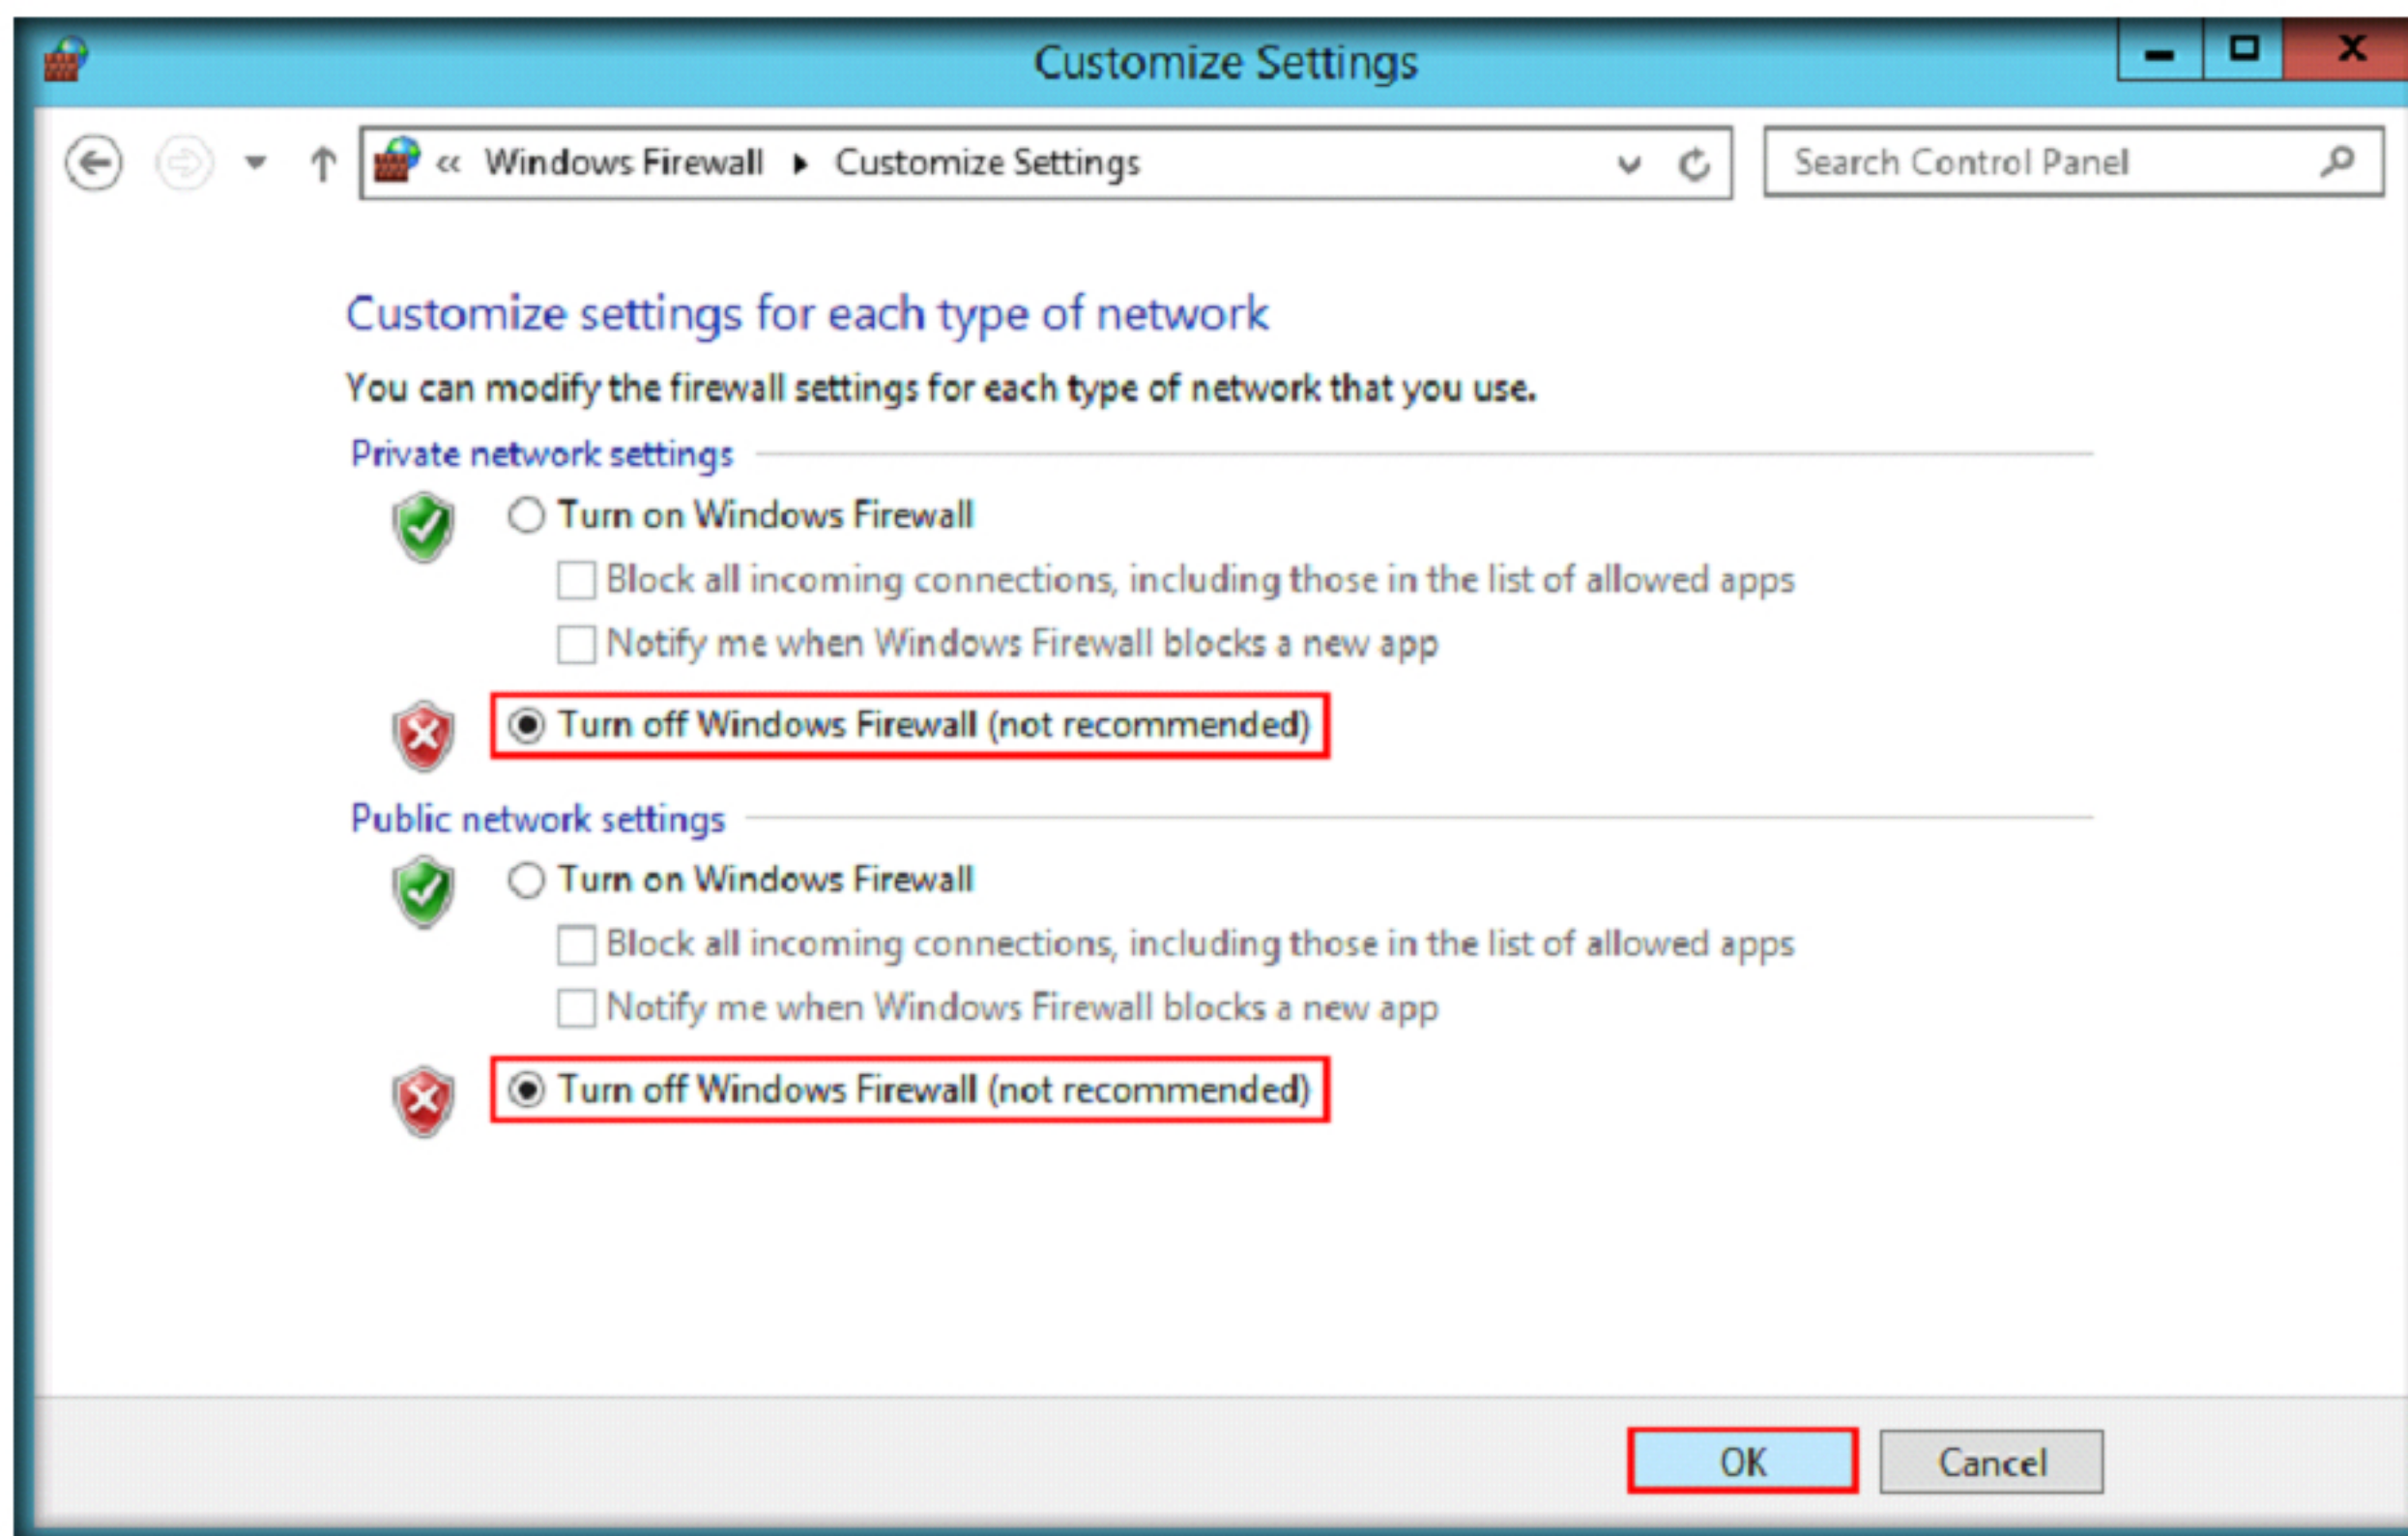 Customize Settings
« Windows Firewall ▸ Customize Settings
Search Control Panel
Customize settings for each type of network
You can modify the firewall settings for each type of network that you use.
Private network settings
Turn on Windows Firewall
Block all incoming connections, including those in the list of allowed apps
Notify me when Windows Firewall blocks a new app
Turn off Windows Firewall (not recommended)
Public network settings
Turn on Windows Firewall
Block all incoming connections, including those in the list of allowed apps
Notify me when Windows Firewall blocks a new app
Turn off Windows Firewall (not recommended)
OK Cancel